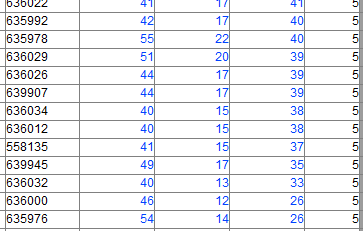 636022 41 17 41 5
635992 42 17 40 5
635978 55 22 40 5
636029 51 20 39 5
636026 44 17 39 5
639907 44 17 39 5
636034 40 15 38 5
636012 40 15 38 5
558135 41 15 37 5
639945 49 17 35 5
636032 40 13 33 5
636000 46 12 26 5
635976 54 14 26 5